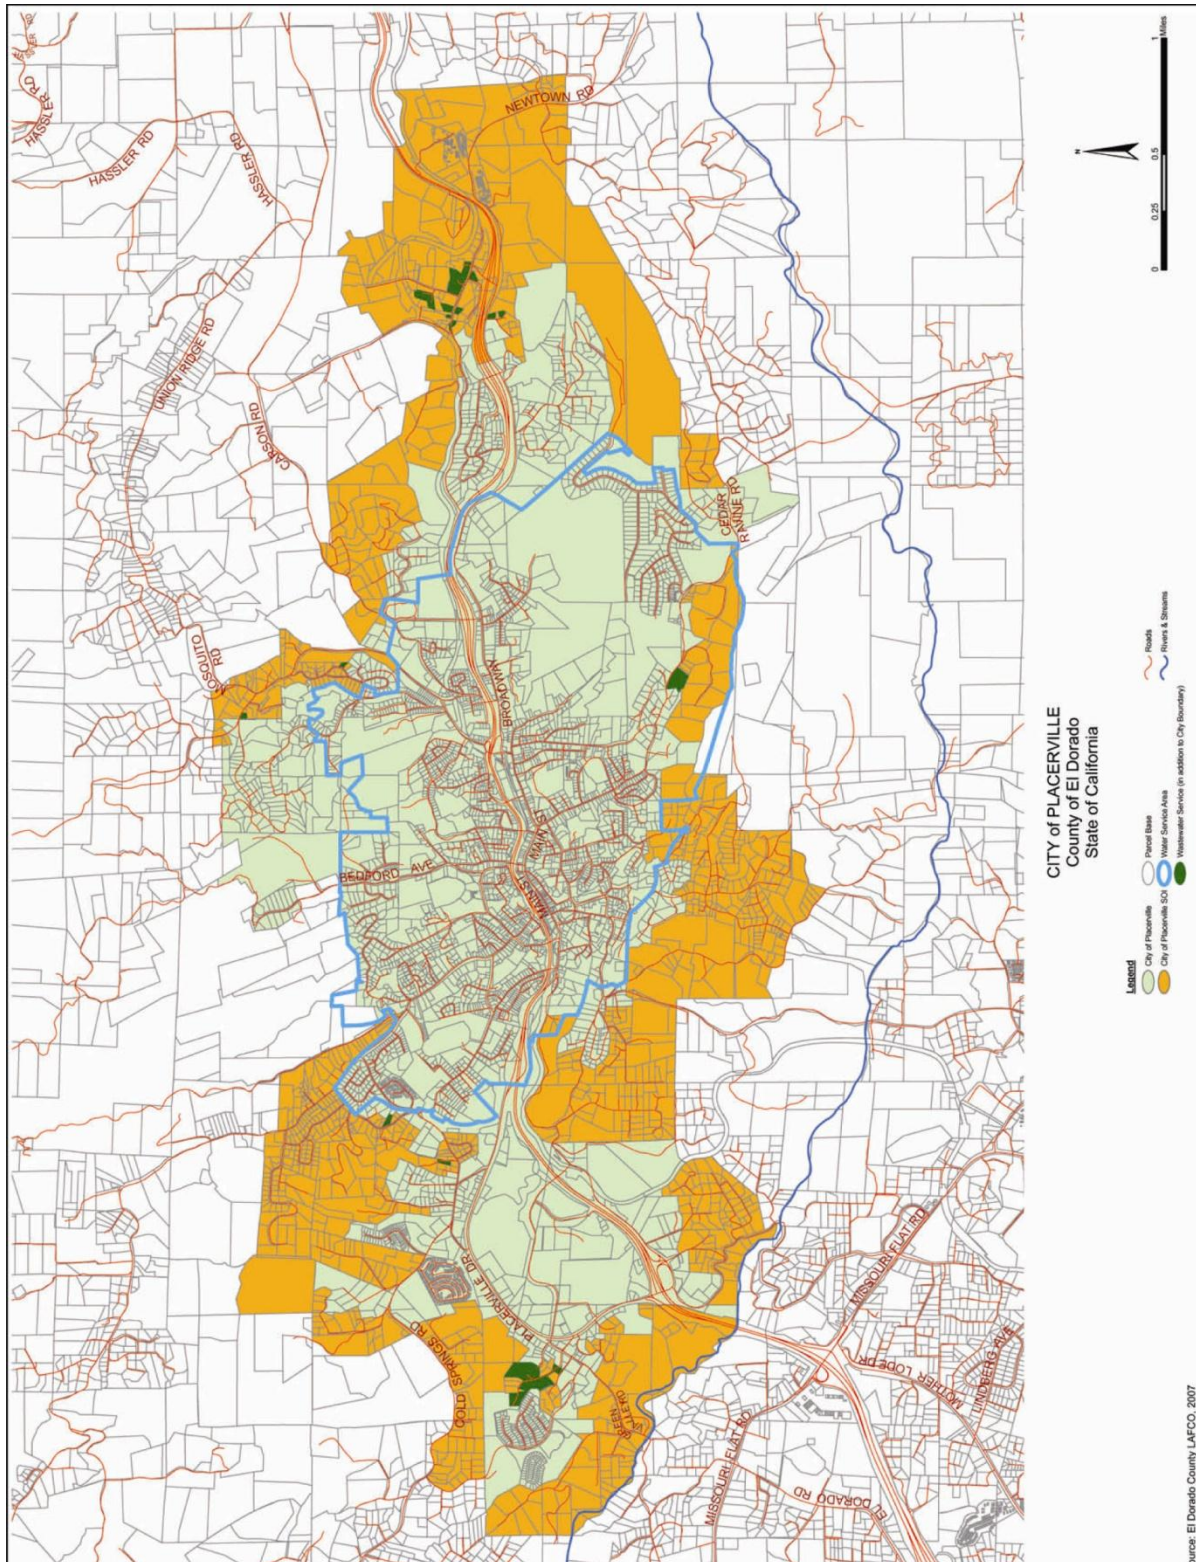 HASSLER RD
HASSLER RD
HASSLER RD
NEWTOWN RD
UNION RIDGE RD
CARSON RD
MOSQUITO
RD
CEDAR
RAVINE RD
BROADWAY
MAIN ST
MAIN ST
BEDFORD AVE
PLACERVILLE DR
COLD SPRINGS RD
GREEN
VALLEY RD
MISSOURI FLAT RD
MISSOURI FLAT RD
MOTHER LODE DR
LINDBERG AVE
EL DORADO RD
N
0 0.25 0.5 1
Miles
CITY of PLACERVILLE
County of El Dorado
State of California
Legend
City of Placerville
City of Placerville SOI
Parcel Base
Water Service Area
Wastewater Service (in addition to City Boundary)
Roads
Rivers & Streams
rce: El Dorado County LAFCO, 2007